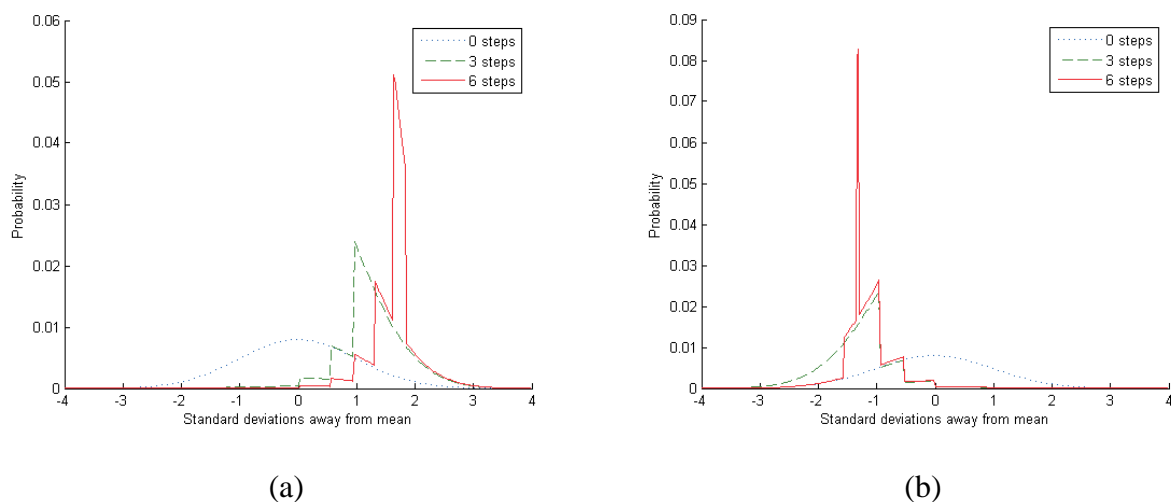 0.06
0.05
0.04
0.03
0.02
0.01
0
Probability
-4
-3
-2
-1
0
1
2
3
4
Standard deviations away from mean
0 steps
3 steps
6 steps
(a)
0.09
0.08
0.07
0.06
0.05
0.04
0.03
0.02
0.01
0
Probability
-4
-3
-2
-1
0
1
2
3
4
Standard deviations away from mean
0 steps
3 steps
6 steps
(b)